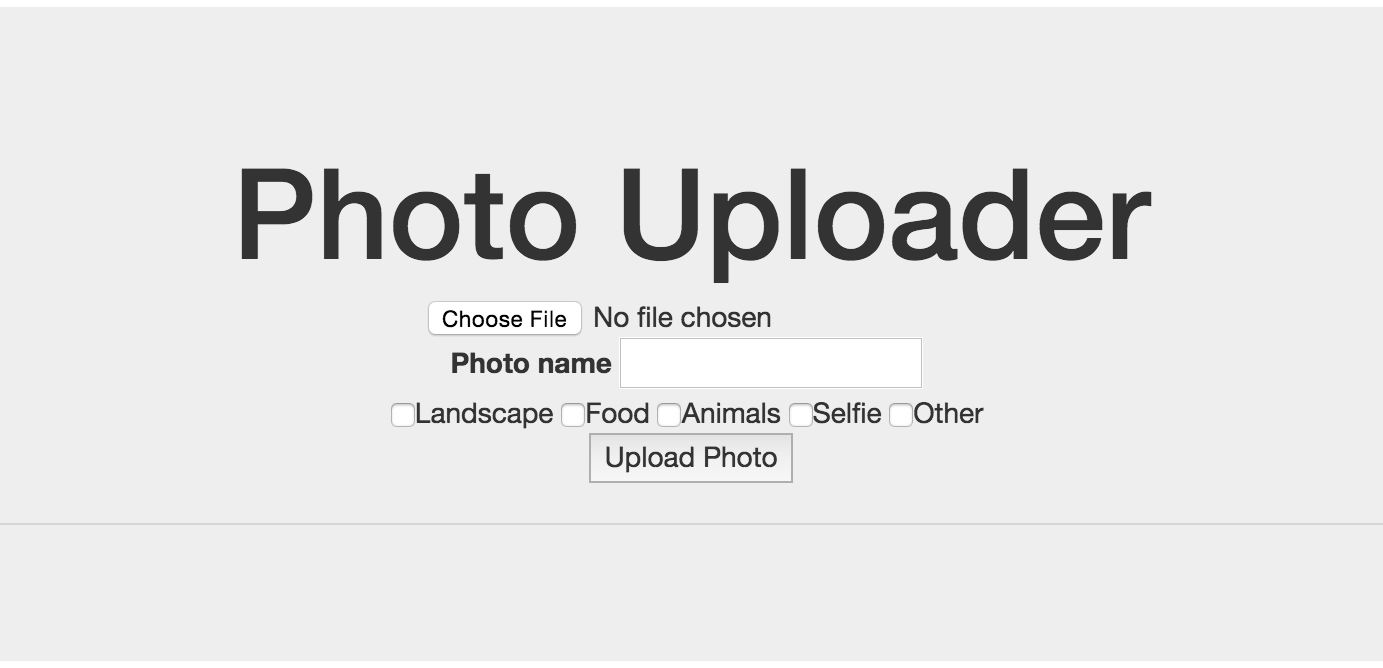 Photo Uploader
Choose File No file chosen
Photo name
Landscape Food Animals Selfie Other
Upload Photo